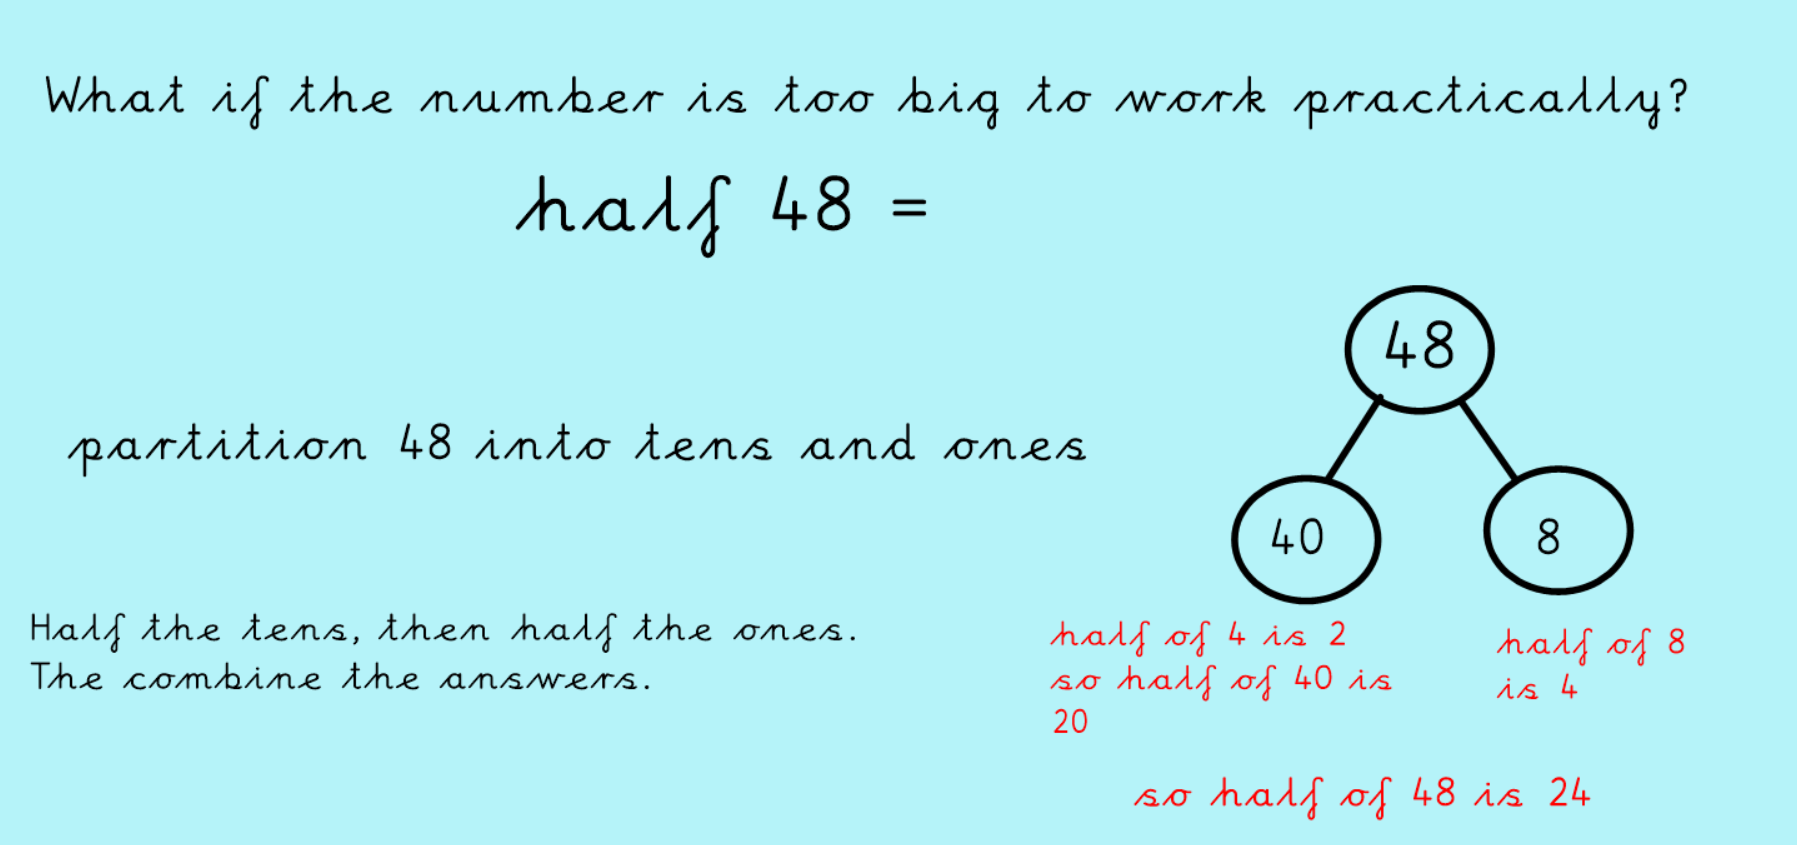 What if the number is too big to work practically?
half 48 =
48
partition 48 into tens and ones
40
8
Half the tens, then half the ones.
The combine the answers.
half of 4 is 2
so half of 40 is
20
half of 8
is 4
so half of 48 is 24